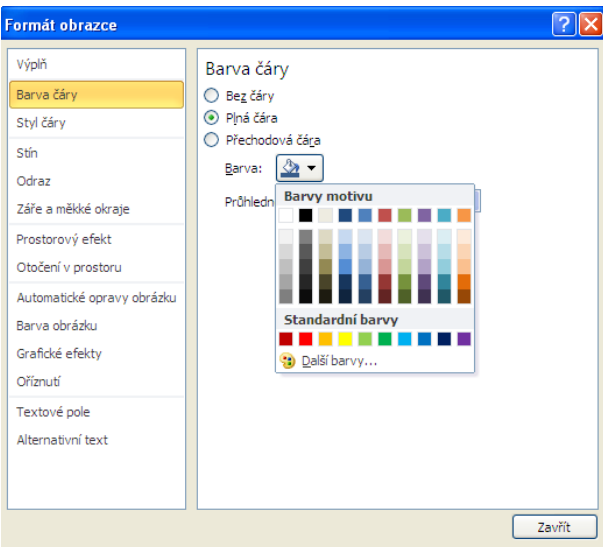 Formát obrazce
Výplň
Barva čáry
Styl čáry
Stín
Odraz
Záře a měkké okraje
Prostorový efekt
Otočení v prostoru
Automatické opravy obrázku
Barva obrázku
Grafické efekty
Oříznutí
Textové pole
Alternativní text
Barva čáry
Bez čáry
Plná čára
Přechodová čára
Barva:
Průhledn
Barvy motivu
Standardní barvy
Další barvy...
Zavřít